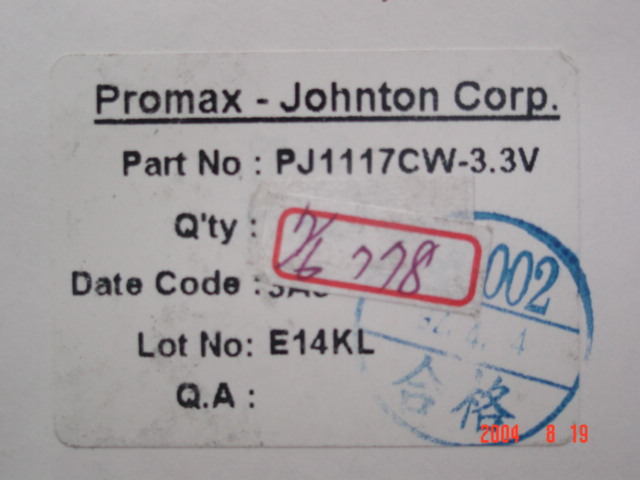 Promax - Johnton Corp.
Part No : PJ1117CW-3.3V
Q'ty :
778
Date Code :
002
Lot No: E14KL
Q.A :
合格
2004 8 19